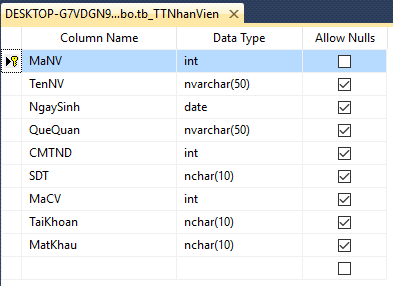 DESKTOP-G7VDGN9...bo.tb_TTNhanVien
Column Name Data Type Allow Nulls
MaNV int
TenNV nvarchar(50)
NgaySinh date
QueQuan nvarchar(50)
CMTND int
SDT nchar(10)
MaCV int
TaiKhoan nchar(10)
MatKhau nchar(10)